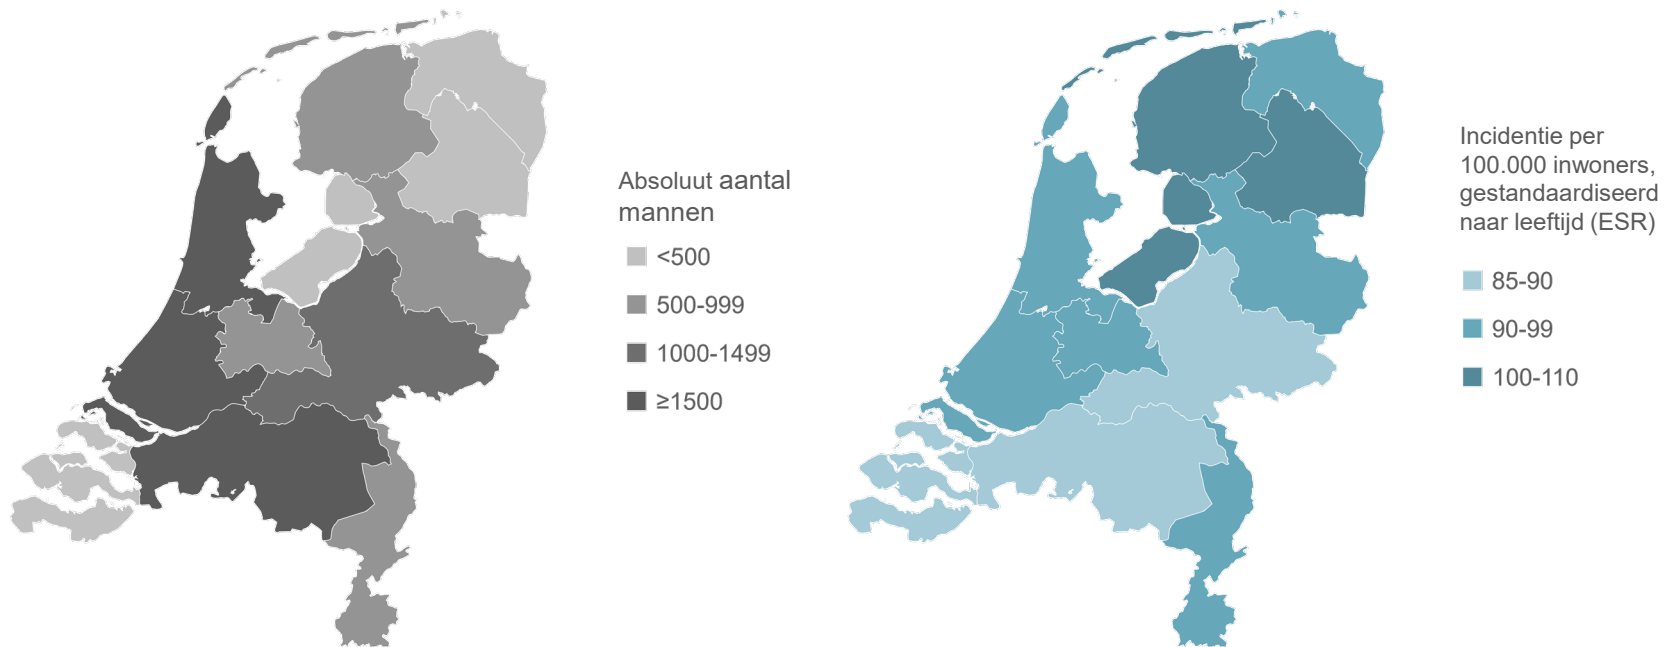 Absoluut aantal
mannen
<500
500-999
1000-1499
≥1500
Incidentie per
100.000 inwoners,
gestandaardiseerd
naar leeftijd (ESR)
85-90
90-99
100-110